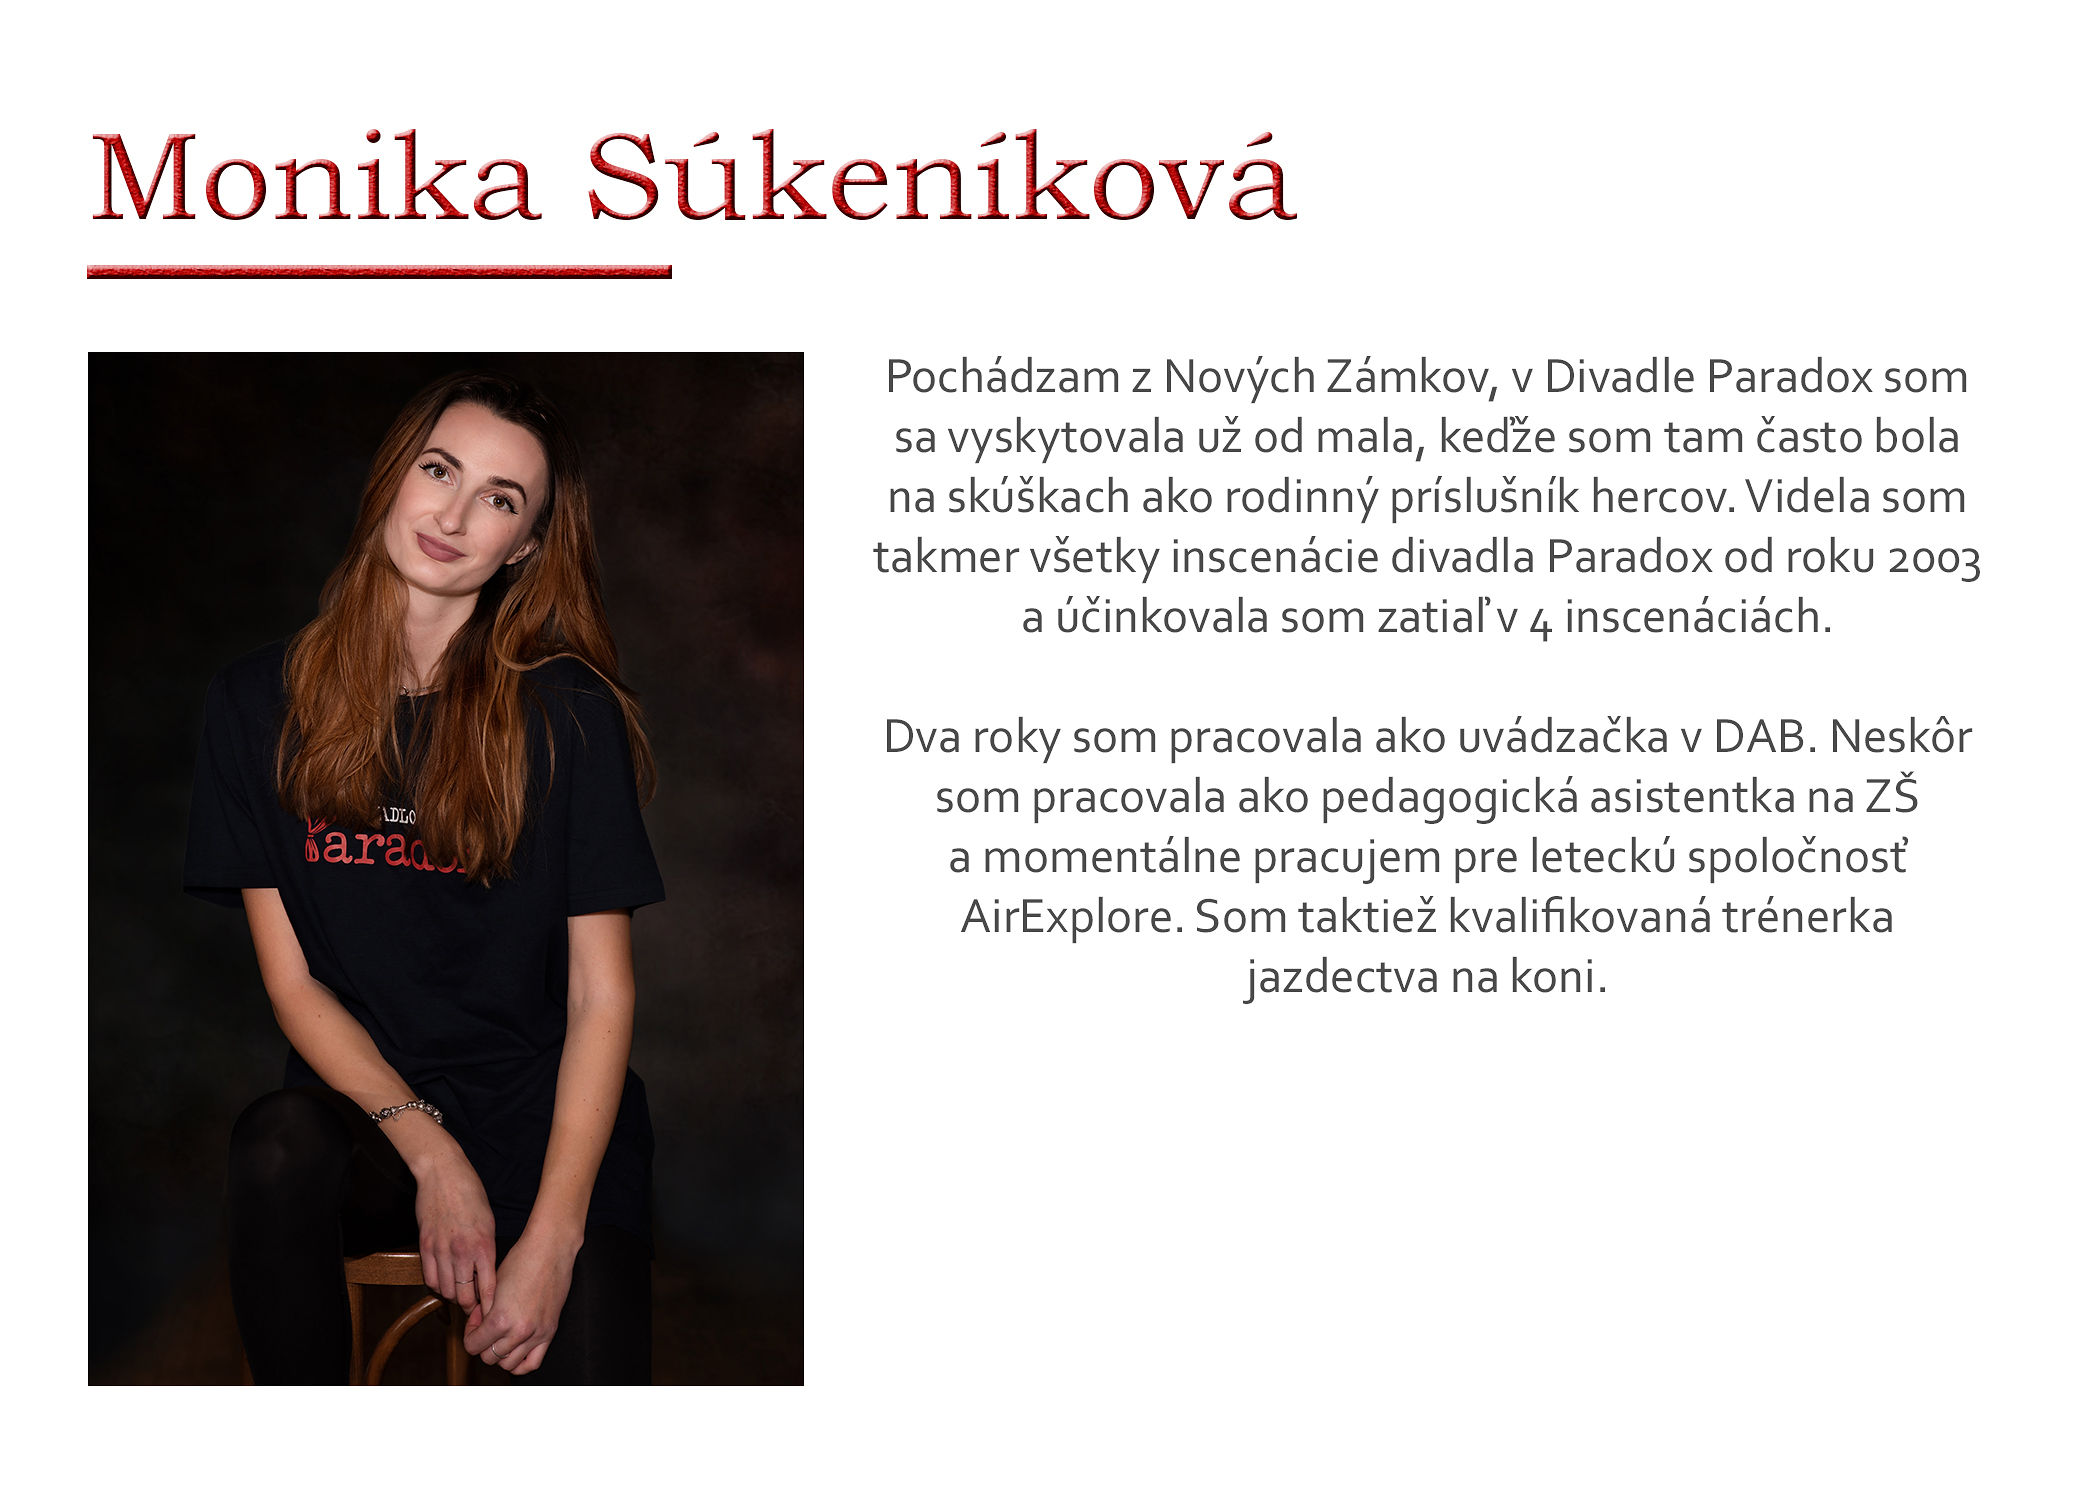 Monika Súkeníková
Pochádzam z Nových Zámkov, v Divadle Paradox som
sa vyskytovala už od mala, keďže som tam často bola
na skúškach ako rodinný príslušník hercov. Videla som
takmer všetky inscenácie divadla Paradox od roku 2003
a účinkovala som zatiaľ v 4 inscenáciách.
Dva roky som pracovala ako uvádzačka v DAB. Neskôr
som pracovala ako pedagogická asistentka na ZŠ
a momentálne pracujem pre leteckú spoločnosť
AirExplore. Som taktiež kvalifikovaná trénerka
jazdectva na koni.